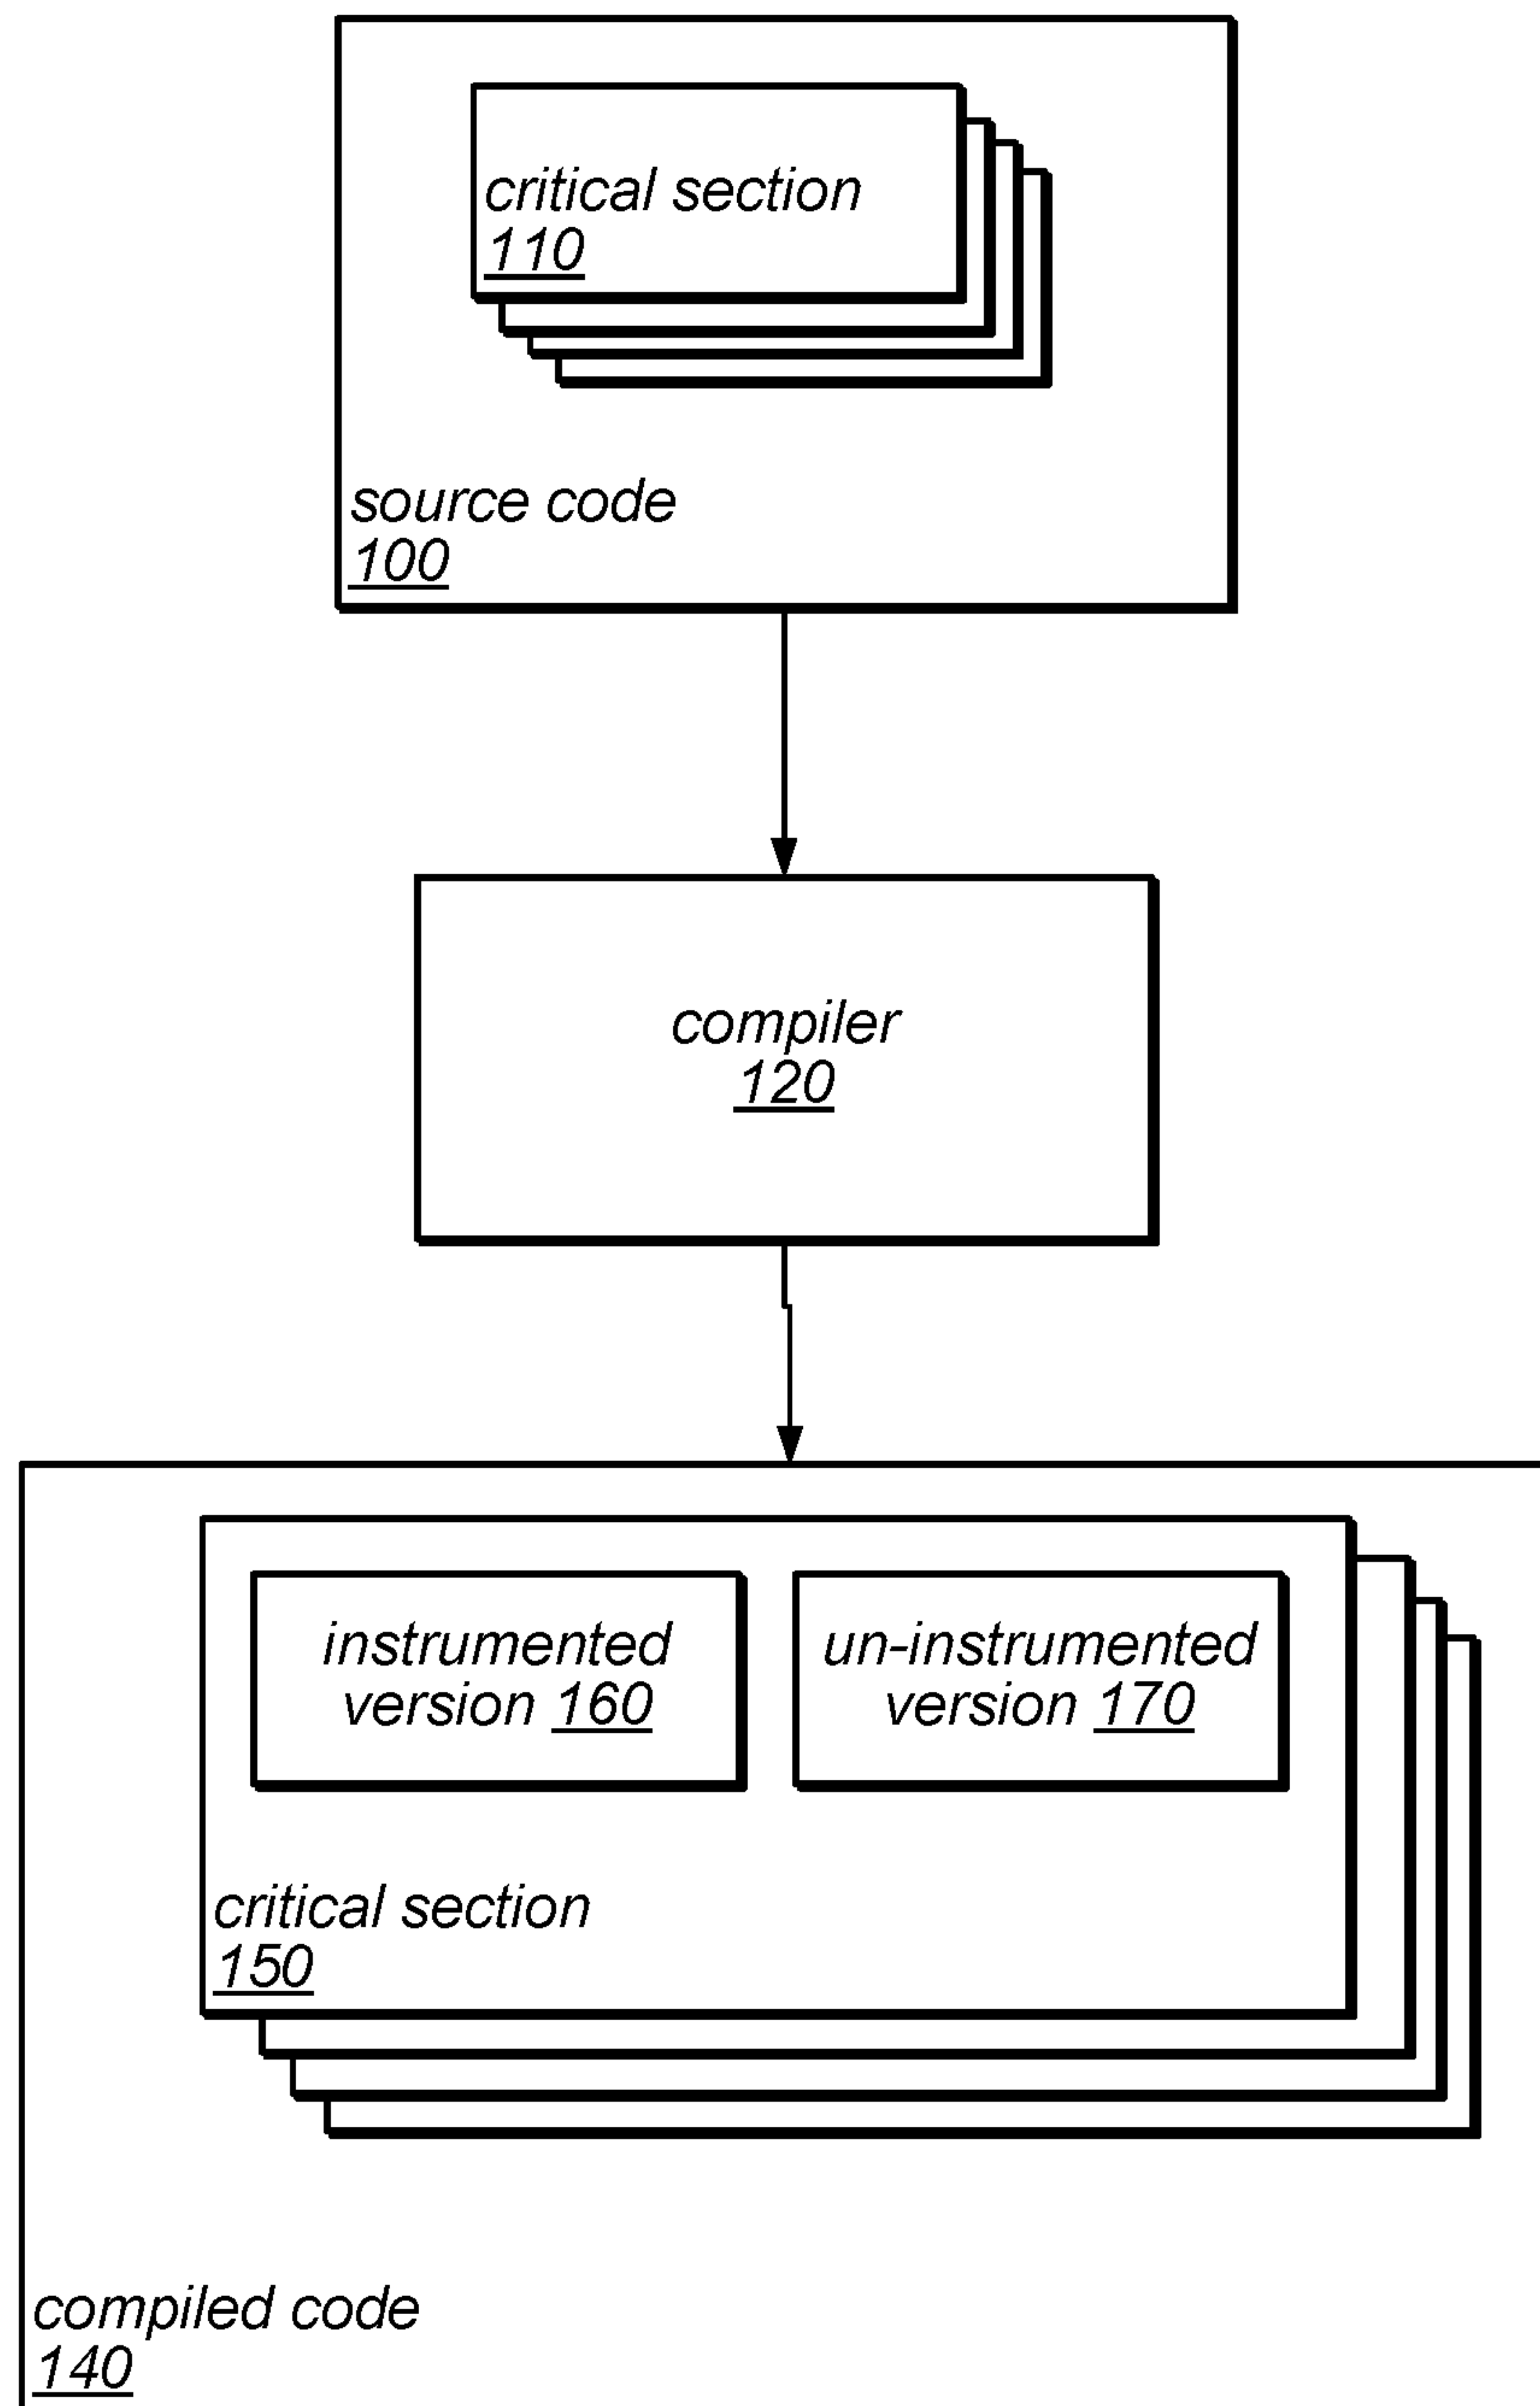 critical section
110
source code
100
compiler
120
instrumented
version 160
un-instrumented
version 170
critical section
150
compiled code
140